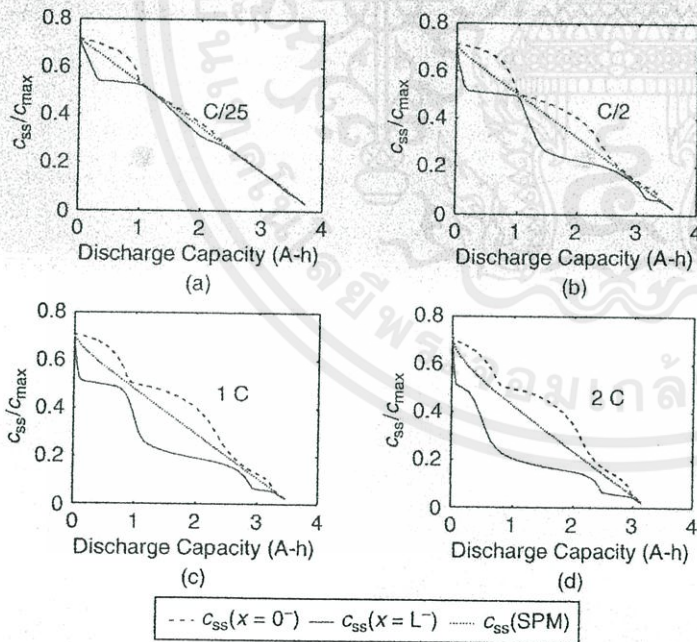 0.8
0.6
0.4
0.2
0
c_ss/c_max
C/25
0 1 2 3 4
Discharge Capacity (A-h)
(a)
0.8
0.6
0.4
0.2
0
c_ss/c_max
C/2
0 1 2 3 4
Discharge Capacity (A-h)
(b)
0.8
0.6
0.4
0.2
0
c_ss/c_max
1 C
0 1 2 3 4
Discharge Capacity (A-h)
(c)
0.8
0.6
0.4
0.2
0
c_ss/c_max
2 C
0 1 2 3 4
Discharge Capacity (A-h)
(d)
c_ss(x = 0⁻) c_ss(x = L⁻) c_ss(SPM)